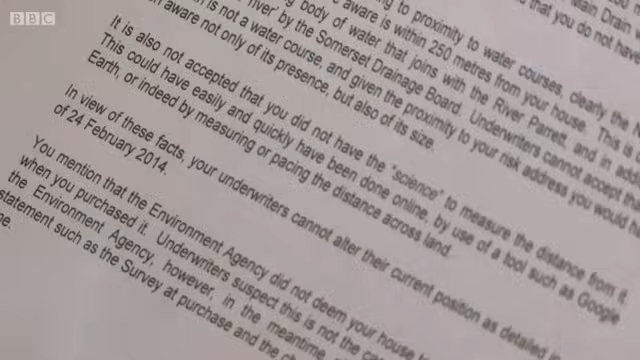 BBC
to proximity to water courses, clearly the
aware is within 250 metres from your house. This is
body of water that joins with the River Parrett, and in add
river' by the Somerset Drainage Board. Underwriters cannot accept tha
is not a water course, and given the proximity to your risk address you would ha
aware not only of its presence, but also of its size.
It is also not accepted that you did not have the "science" to measure the distance from it.
This could have easily and quickly have been done online, by use of a tool such as Google
Earth, or indeed by measuring or pacing the distance across land.
In view of these facts, your underwriters cannot alter their current position as detailed
of 24 February 2014.
You mention that the Environment Agency did not deem your house
when you purchased it. Underwriters suspect this is not the ca
the Environment Agency, however, in the meantime,
statement such as the Survey at purchase and the